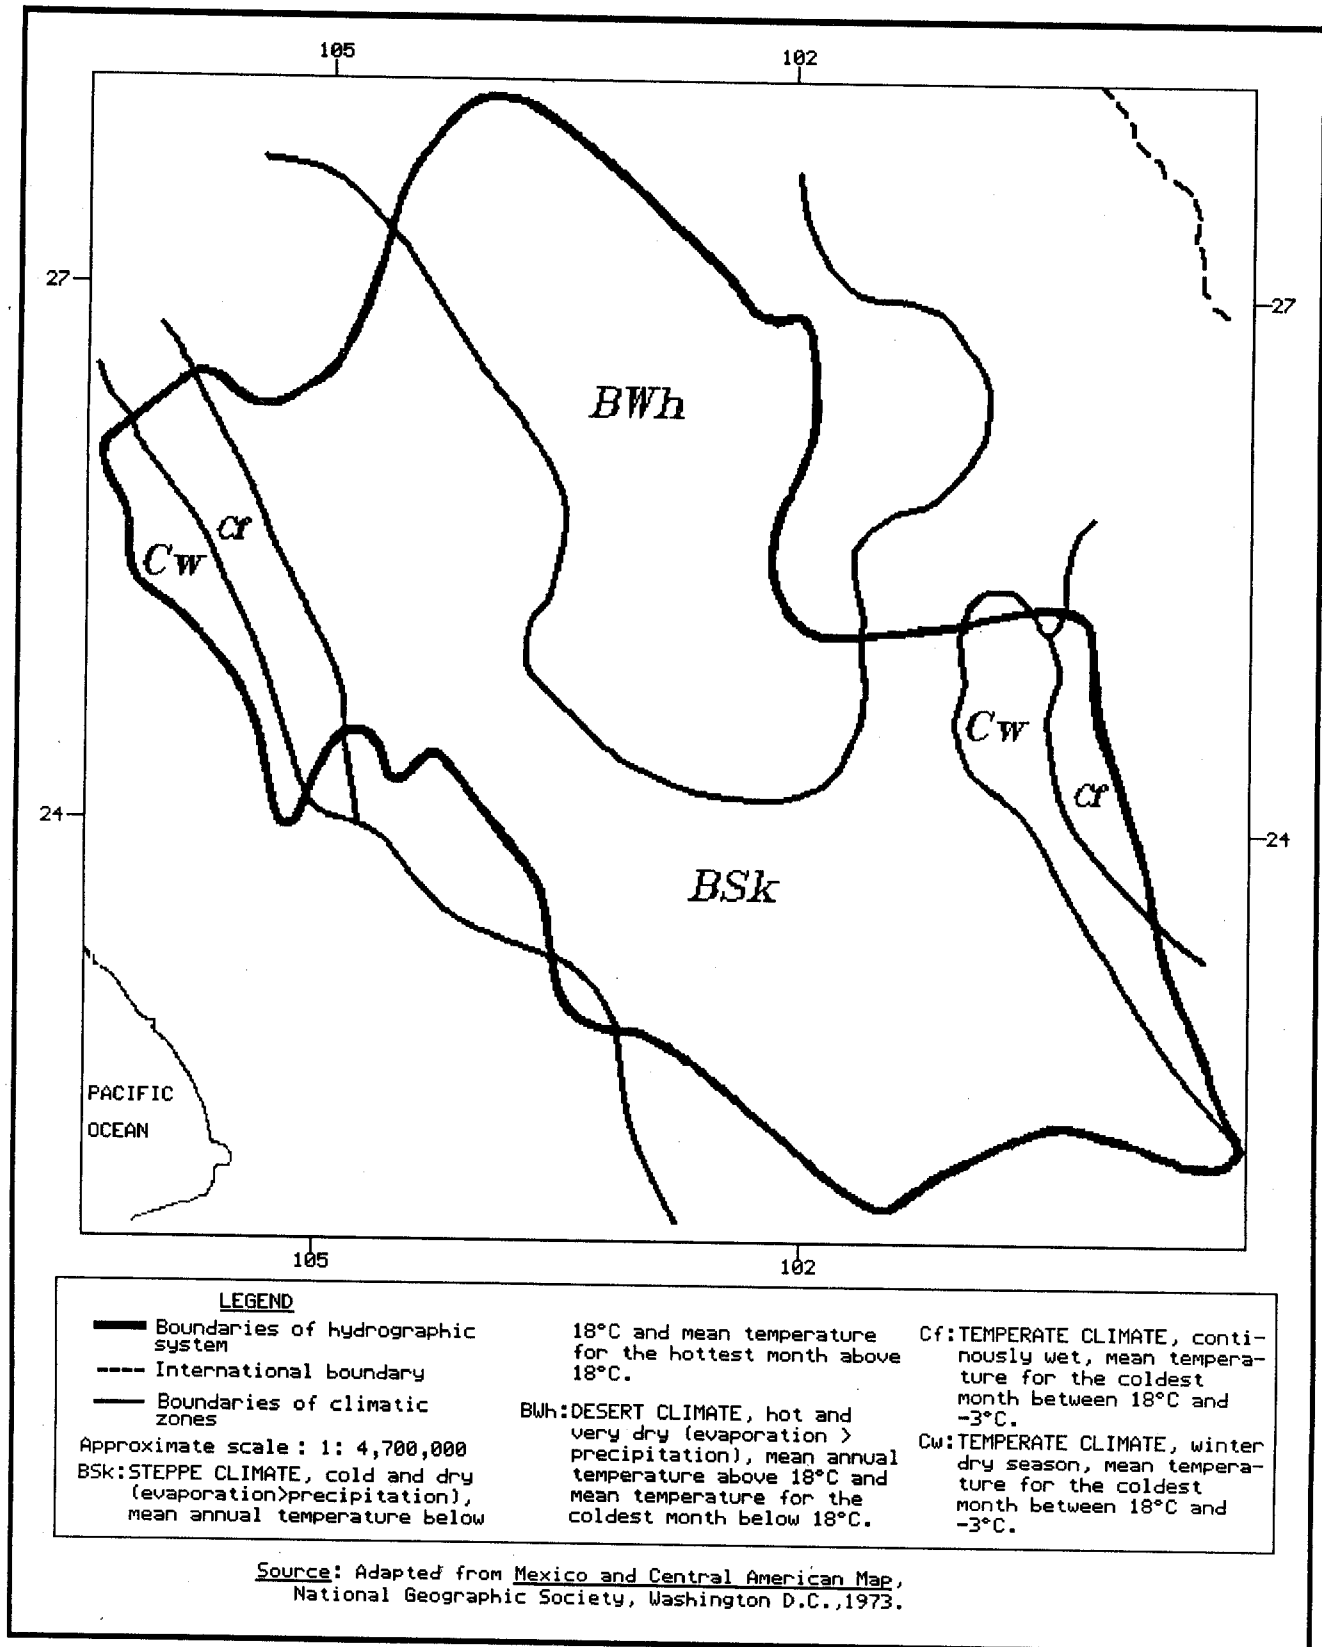 105
102
27
27
BWh
Cf
Cw
Cw
Cf
24
24
BSk
PACIFIC
OCEAN
105
102
LEGEND
Boundaries of hydrographic
system
International boundary
Boundaries of climatic
zones
Approximate scale : 1: 4,700,000
BSk:STEPPE CLIMATE, cold and dry
(evaporation>precipitation),
mean annual temperature below
18°C and mean temperature
for the hottest month above
18°C.
BWh:DESERT CLIMATE, hot and
very dry (evaporation >
precipitation), mean annual
temperature above 18°C and
mean temperature for the
coldest month below 18°C.
Cf:TEMPERATE CLIMATE, conti-
nously wet, mean tempera-
ture for the coldest
month between 18°C and
-3°C.
Cw:TEMPERATE CLIMATE, winter
dry season, mean tempera-
ture for the coldest
month between 18°C and
-3°C.
Source: Adapted from Mexico and Central American Map,
National Geographic Society, Washington D.C.,1973.